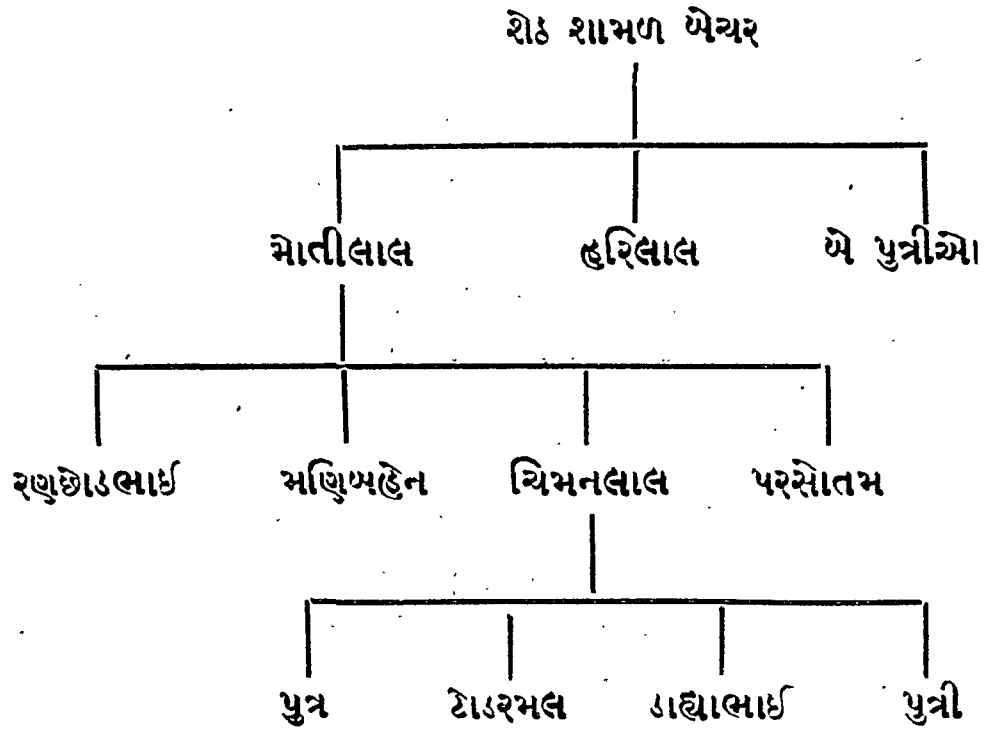 શેઠ શામળ બેચર
મોતીલાલ હરિલાલ બે પુત્રીઓ
રણછોડભાઈ મણિબહેન ચિમનલાલ પરસોતમ
પુત્ર ટોડરમલ ડાહ્યાભાઈ પુત્રી